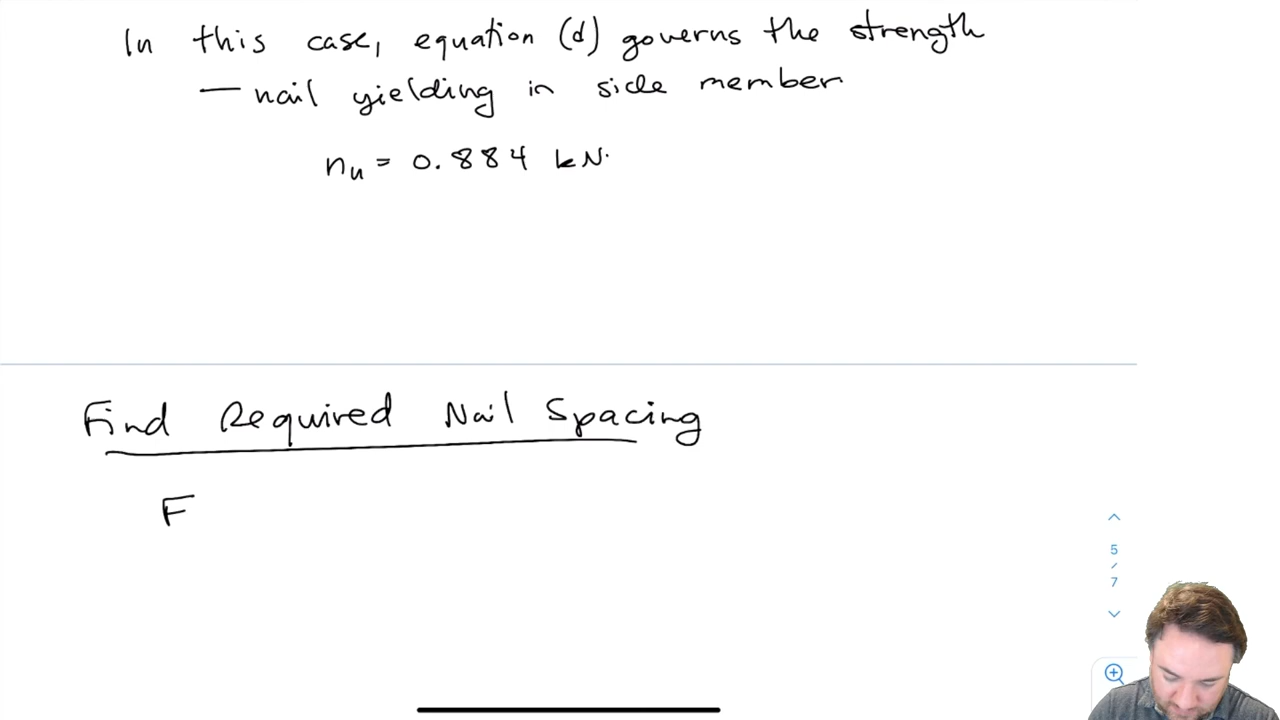 In this case, equation (d) governs the strength
— nail yielding in side member
nu = 0.884 kN.
Find Required Nail Spacing
F
5
/
7